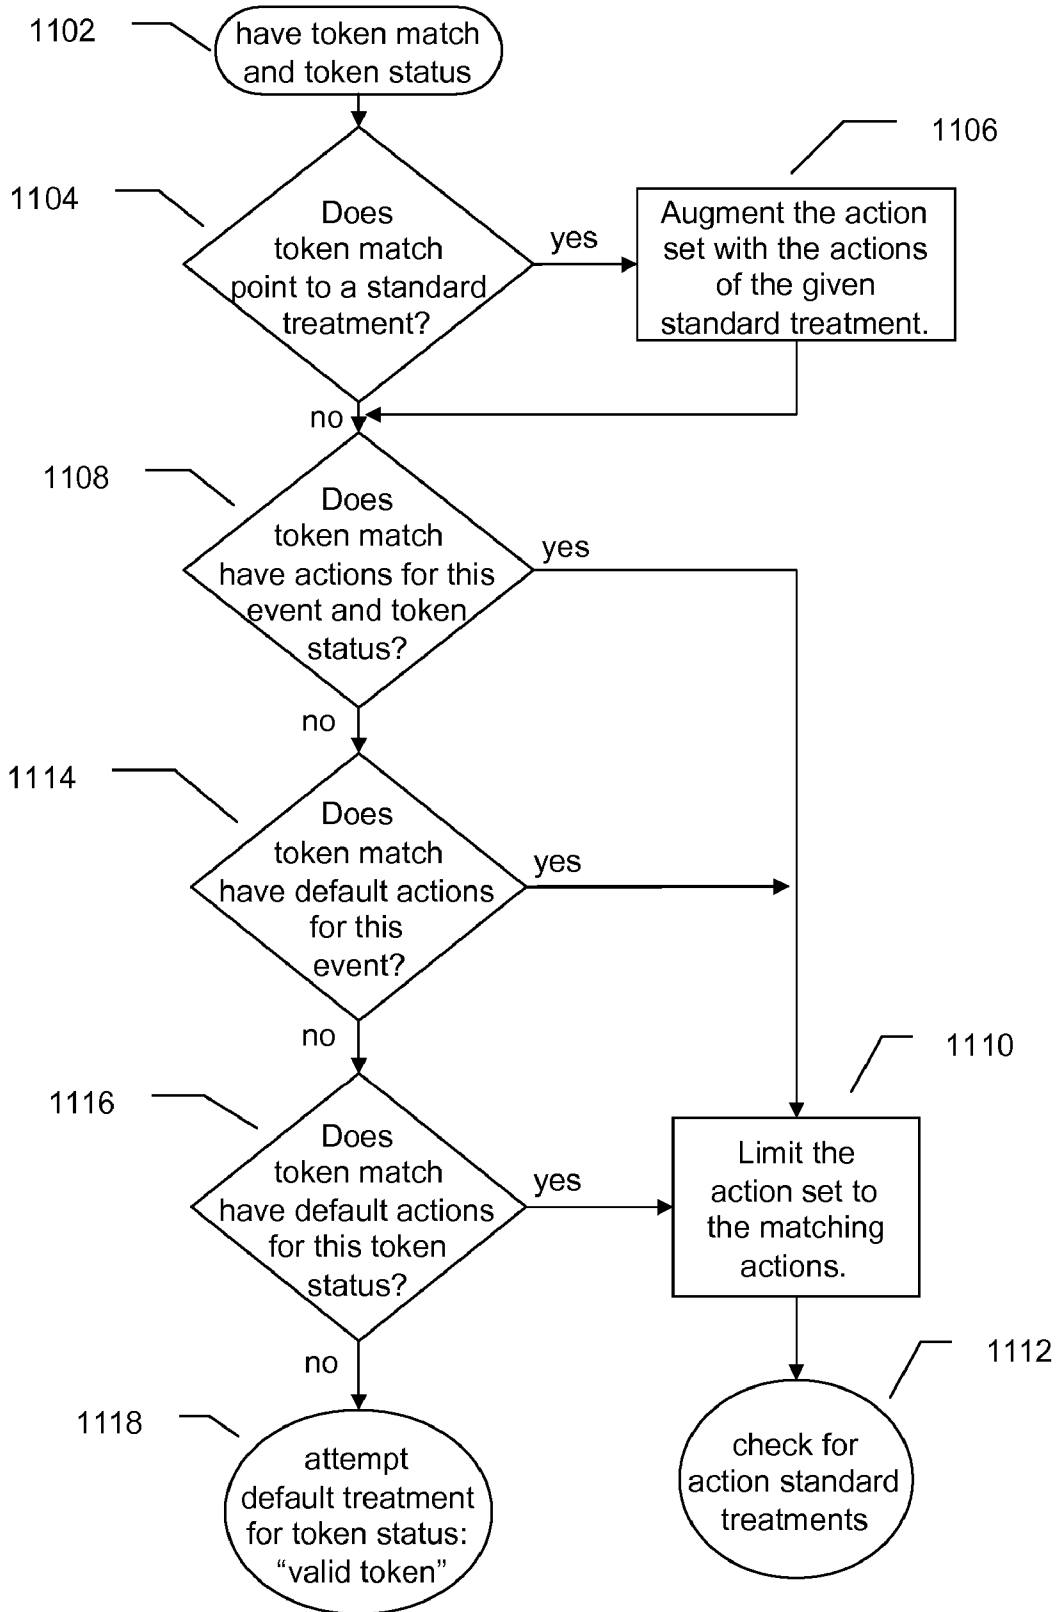 1102
have token match
and token status
1104
Does
token match
point to a standard
treatment?
yes
1106
Augment the action
set with the actions
of the given
standard treatment.
no
1108
Does
token match
have actions for this
event and token
status?
yes
no
1114
Does
token match
have default actions
for this
event?
yes
no
1116
Does
token match
have default actions
for this token
status?
yes
1110
Limit the
action set to
the matching
actions.
no
1118
attempt
default treatment
for token status:
“valid token”
1112
check for
action standard
treatments